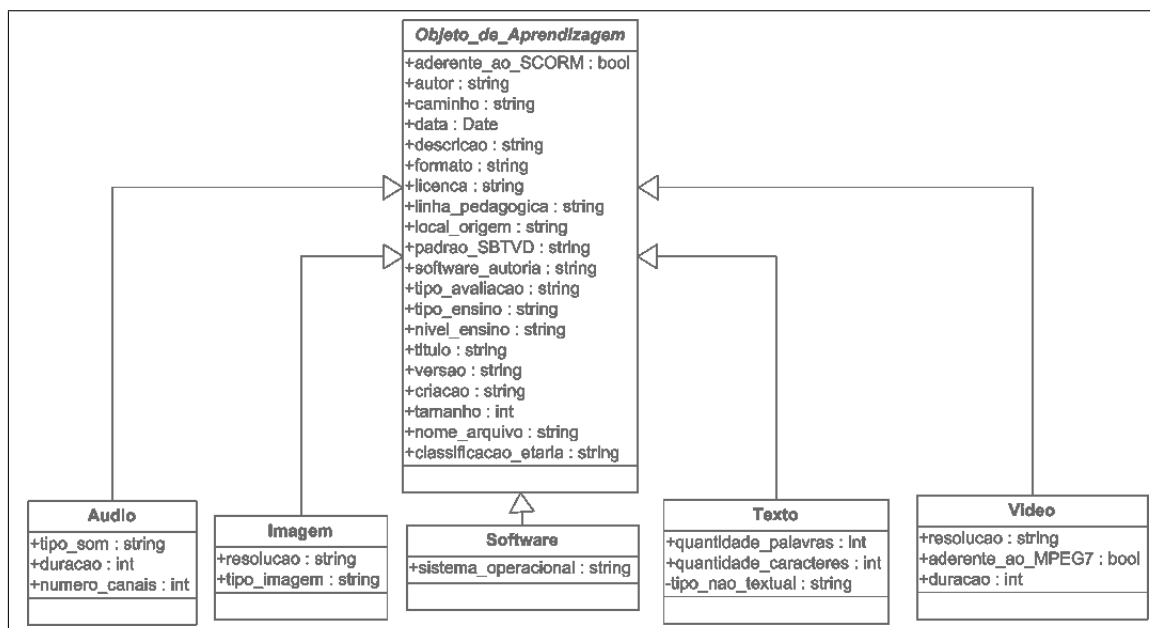 Objeto_de_Aprendizagem
+aderente_ao_SCORM : bool
+autor : string
+caminho : string
+data : Date
+descricao : string
+formato : string
+licenca : string
+linha_pedagogica : string
+local_origem : string
+padrao_SBTVD : string
+software_autoria : string
+tipo_avaliacao : string
+tipo_ensino : string
+nivel_ensino : string
+titulo : string
+versao : string
+criacao : string
+tamanho : int
+nome_arquivo : string
+classificacao_etaria : string
Audio
+tipo_som : string
+duracao : int
+numero_canais : int
Imagem
+resolucao : string
+tipo_imagem : string
Software
+sistema_operacional : string
Texto
+quantidade_palavras : int
+quantidade_caracteres : int
-tipo_nao_textual : string
Video
+resolucao : string
+aderente_ao_MPEG7 : bool
+duracao : int